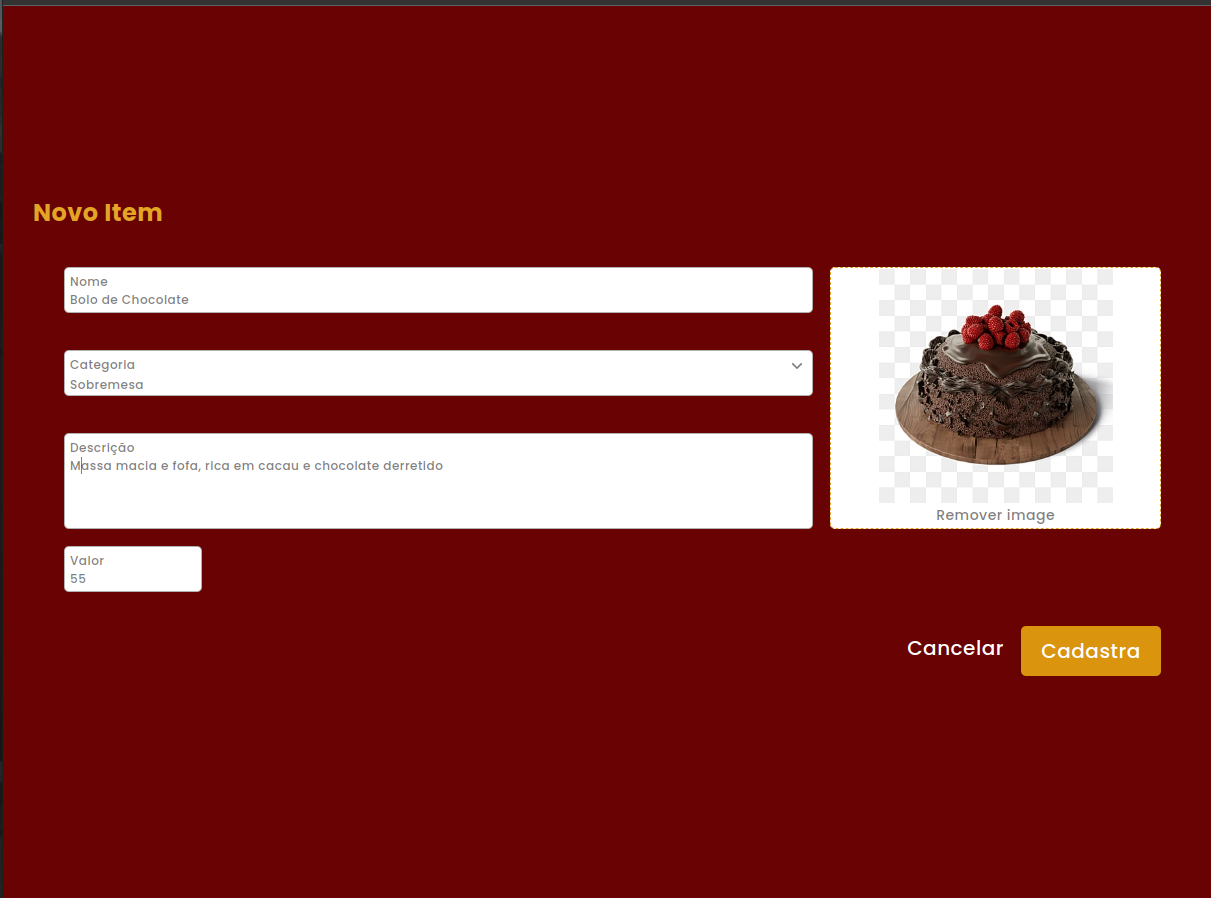 Novo Item
Nome
Bolo de Chocolate
Categoria
Sobremesa
Descrição
Massa macia e fofa, rica em cacau e chocolate derretido
Remover image
Valor
55
Cancelar
Cadastra